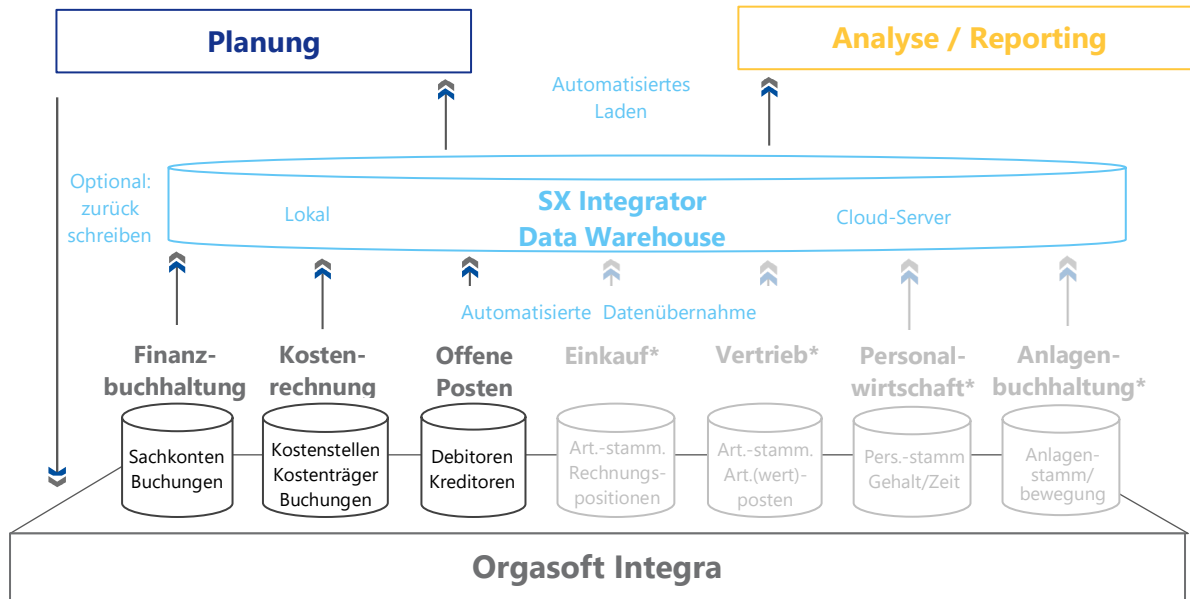 Planung
Analyse / Reporting
Automatisiertes
Laden
Optional:
zurück
schreiben
Lokal
SX Integrator
Data Warehouse
Cloud-Server
Automatisierte Datenübernahme
Finanz-
buchhaltung
Kosten-
rechnung
Offene
Posten
Einkauf*
Vertrieb*
Personal-
wirtschaft*
Anlagen-
buchhaltung*
Sachkonten
Buchungen
Kostenstellen
Kostenträger
Buchungen
Debitoren
Kreditoren
Art.-stamm.
Rechnungs-
positionen
Art.-stamm.
Art.(wert)-
posten
Pers.-stamm
Gehalt/Zeit
Anlagen-
stamm/
bewegung
Orgasoft Integra